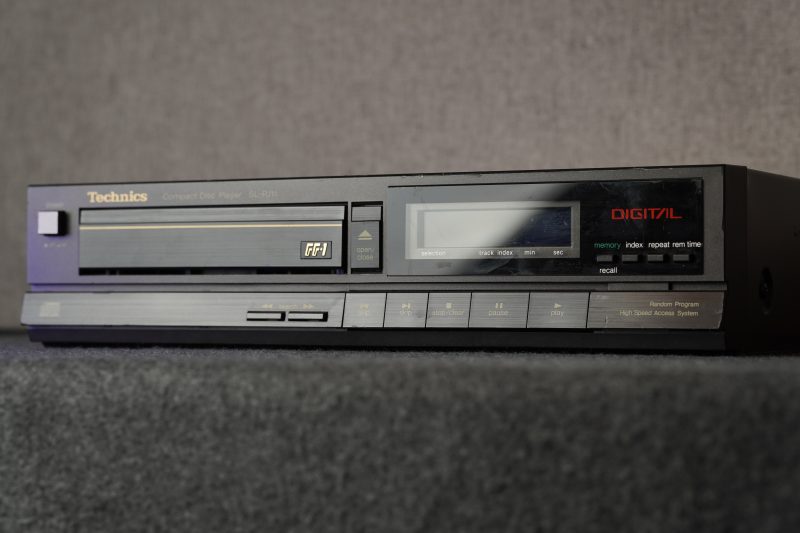 Technics
Compact Disc Player
FF-1
open/
close
selection track index min sec
DIGITAL
memory index repeat rem time
recall
search
skip skip stop/clear pause play
Random Program
High Speed Access System